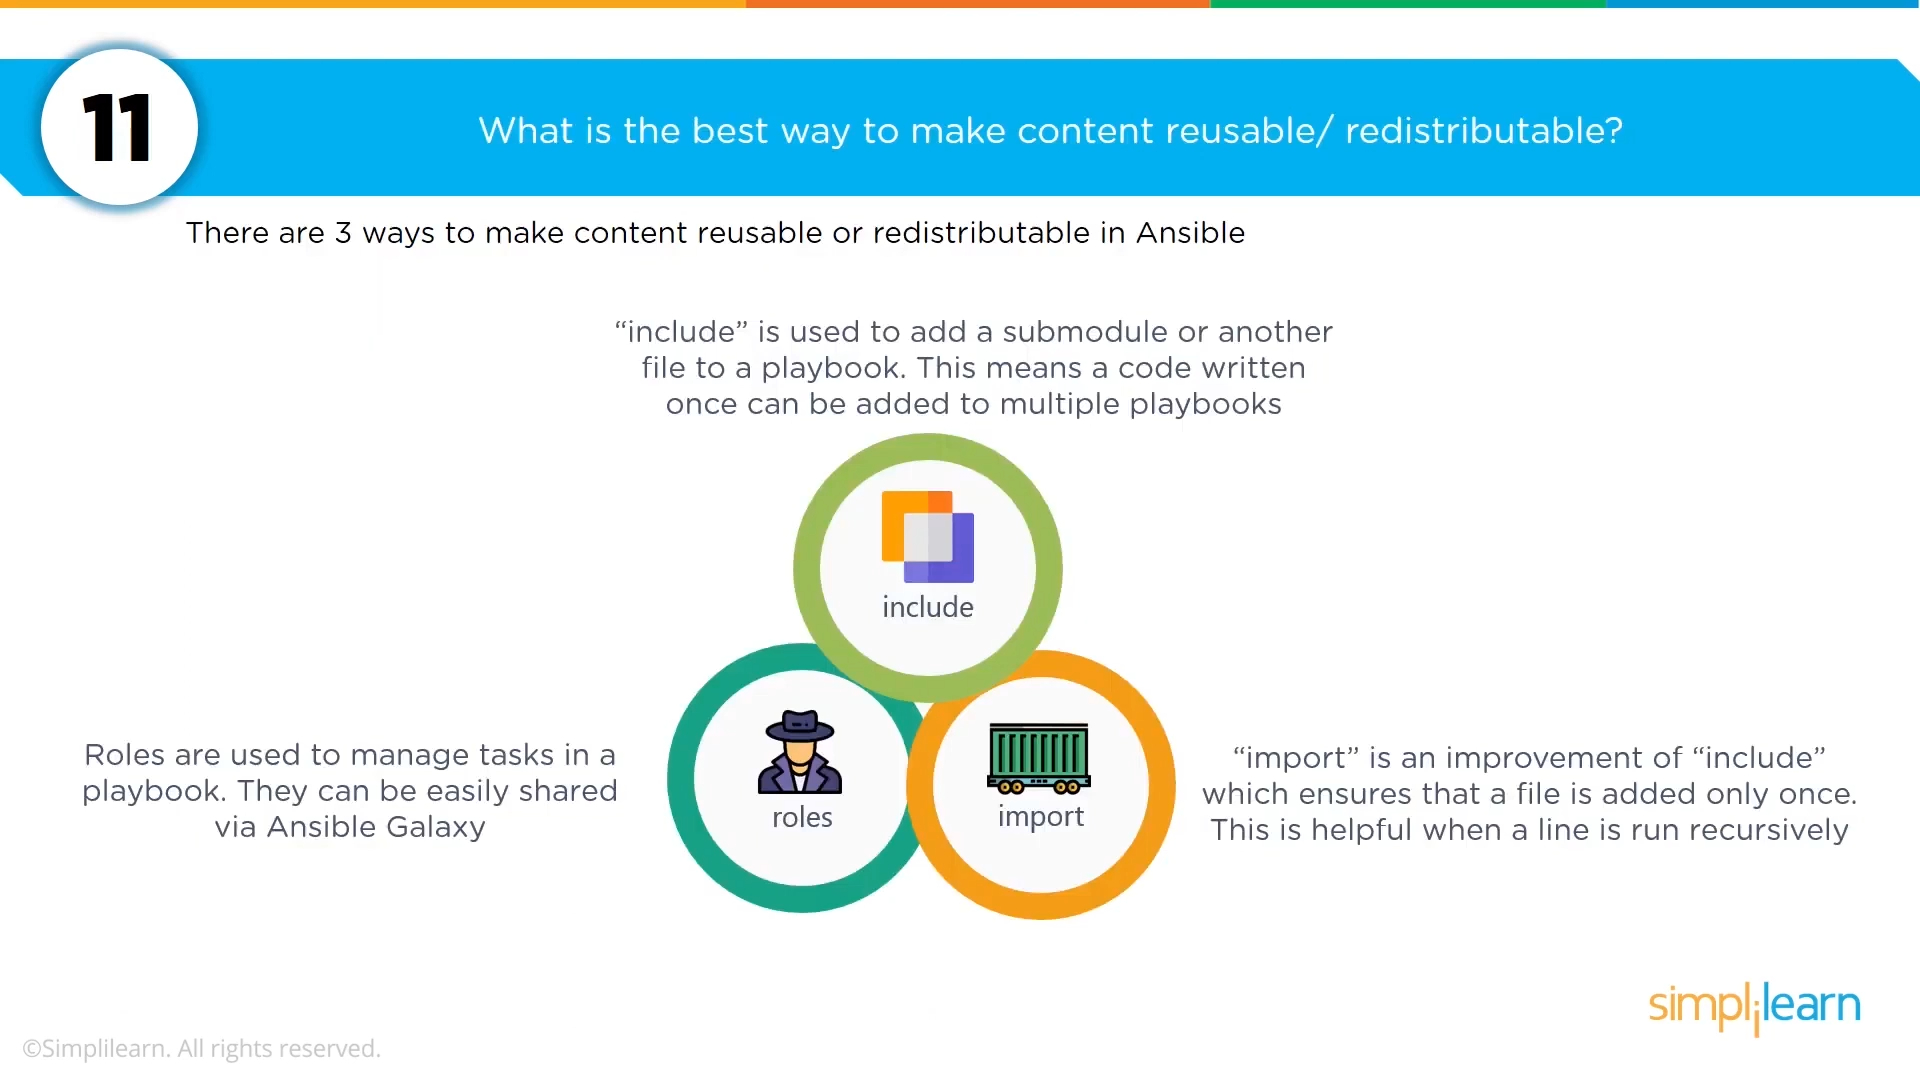 11
What is the best way to make content reusable/ redistributable?
There are 3 ways to make content reusable or redistributable in Ansible
“include” is used to add a submodule or another
file to a playbook. This means a code written
once can be added to multiple playbooks
include
Roles are used to manage tasks in a
playbook. They can be easily shared
via Ansible Galaxy
roles
import
“import” is an improvement of “include”
which ensures that a file is added only once.
This is helpful when a line is run recursively
simplilearn
©Simplilearn. All rights reserved.